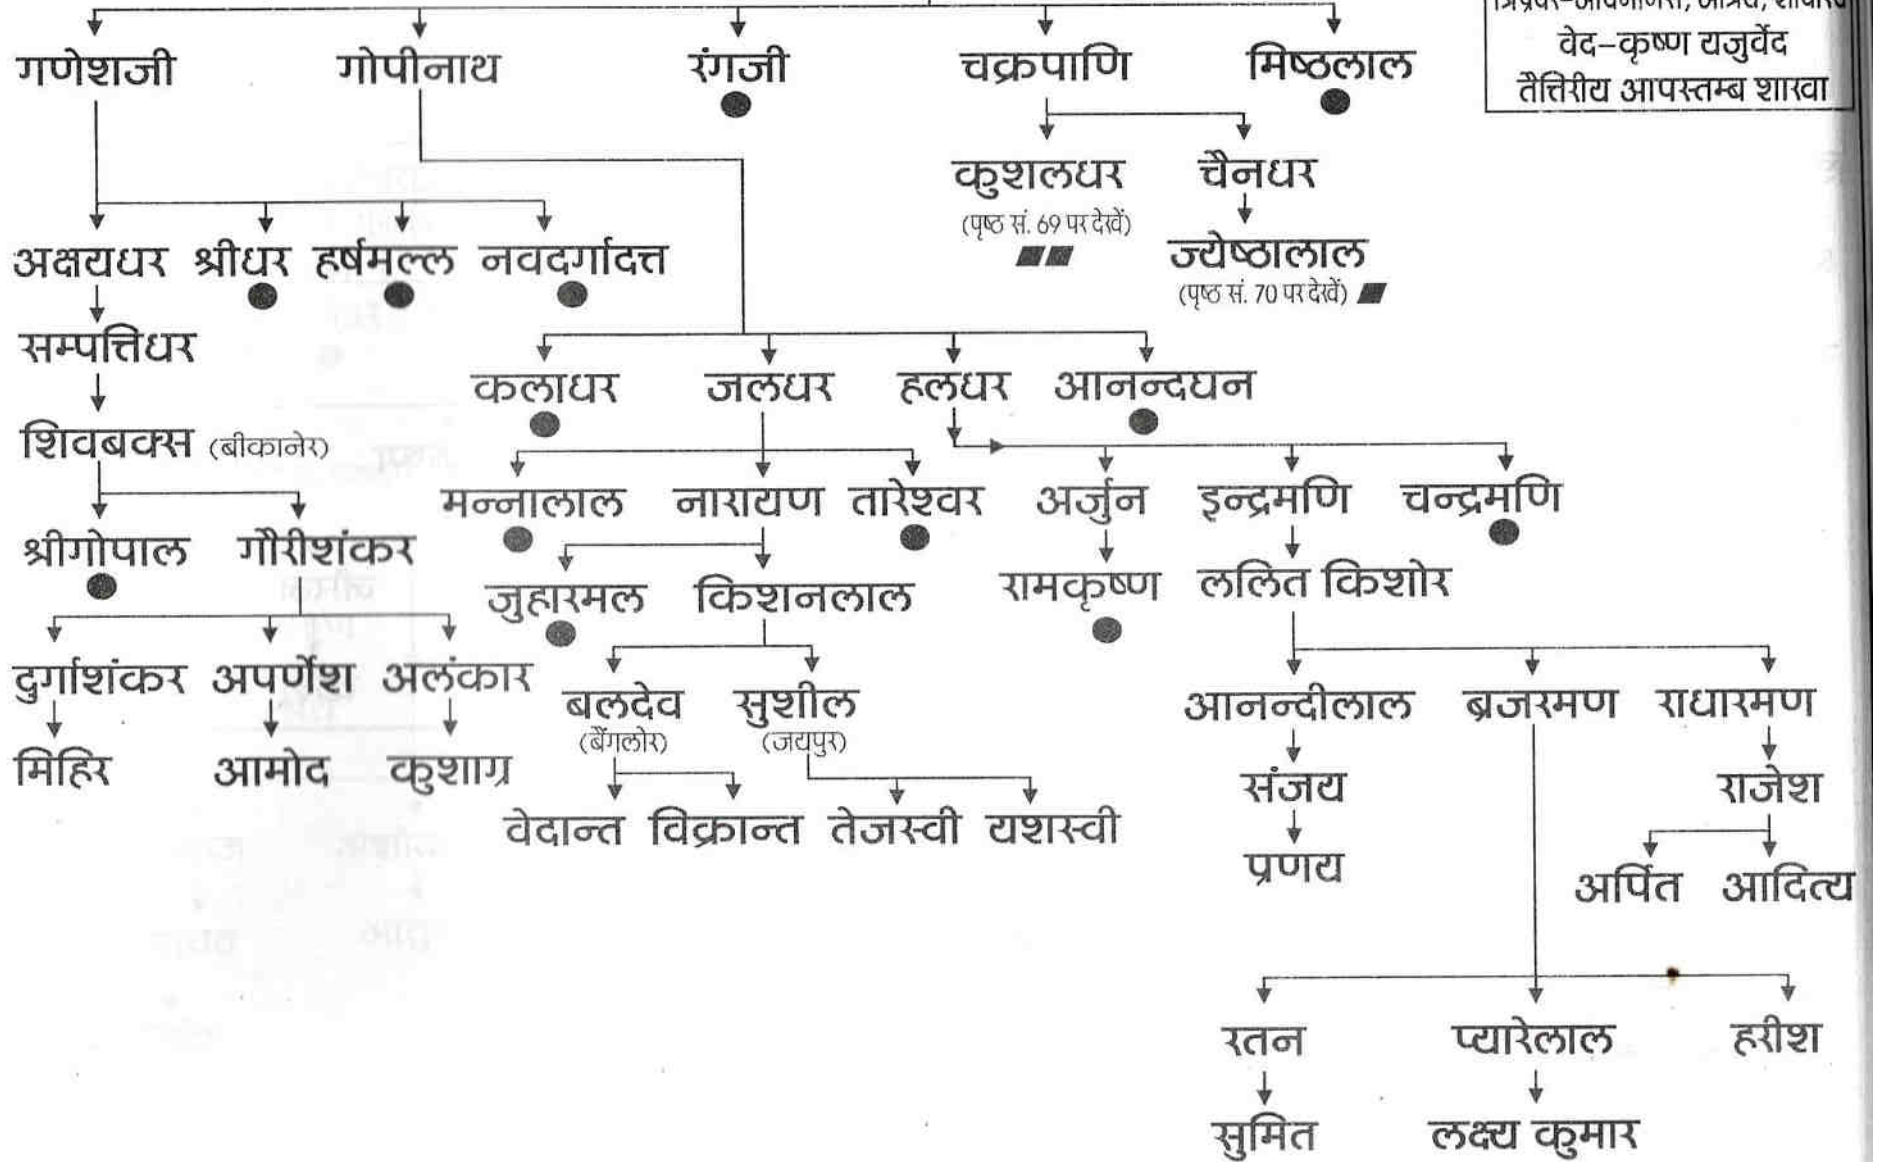 वेद-कृष्ण यजुर्वेद
तैत्तिरीय आपस्तम्ब शाखा
गणेशजी गोपीनाथ रंगजी चक्रपाणि मिष्ठलाल
कुशलधर चैनधर
(पृष्ठ सं. 69 पर देखें)
अक्षयधर श्रीधर हर्षमल्ल नवदर्गादत्त ज्येष्ठालाल
(पृष्ठ सं. 70 पर देखें)
सम्पत्तिधर
कलाधर जलधर हलधर आनन्दघन
शिवबक्स (बीकानेर)
मन्नालाल नारायण तारेश्वर अर्जुन इन्द्रमणि चन्द्रमणि
श्रीगोपाल गौरीशंकर
जुहारमल किशनलाल रामकृष्ण ललित किशोर
दुर्गाशंकर अपर्णेश अलंकार
बलदेव सुशील आनन्दीलाल ब्रजरमण राधारमण
(बैंगलोर) (जयपुर)
मिहिर आमोद कुशाग्र
संजय राजेश
वेदान्त विक्रान्त तेजस्वी यशस्वी
प्रणय अर्पित आदित्य
रतन प्यारेलाल हरीश
सुमित लक्ष्य कुमार